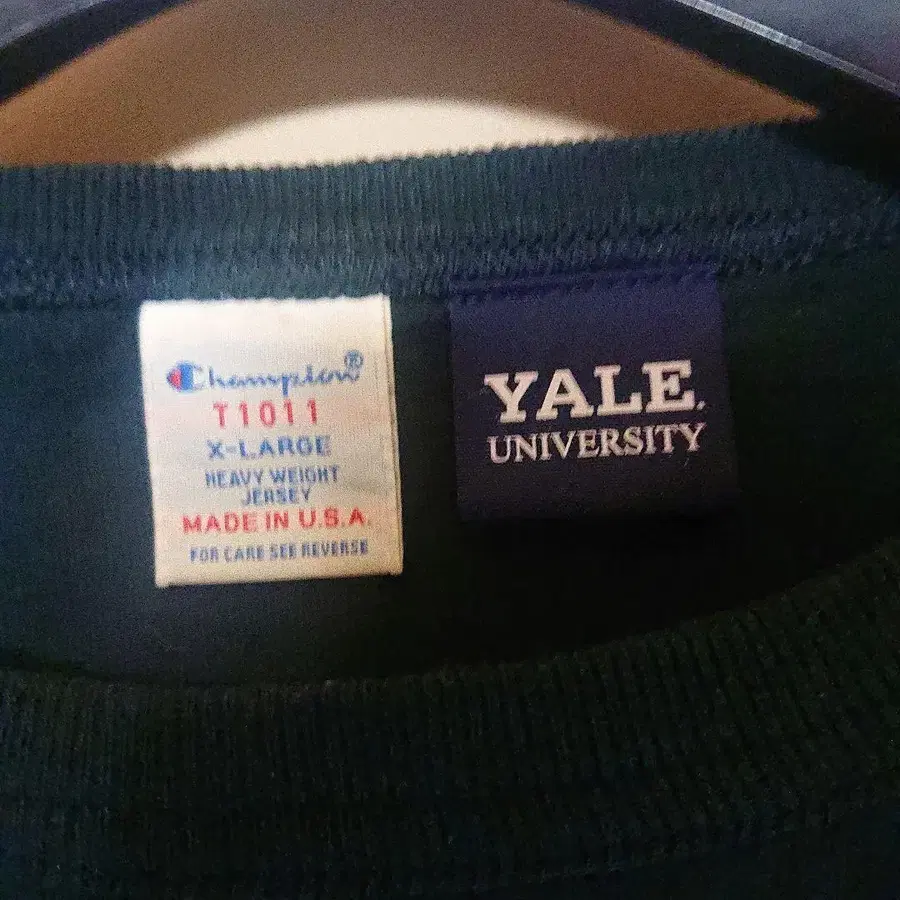 Champion®
T1011
X-LARGE
HEAVY WEIGHT
JERSEY
MADE IN U.S.A.
FOR CARE SEE REVERSE
YALE.
UNIVERSITY